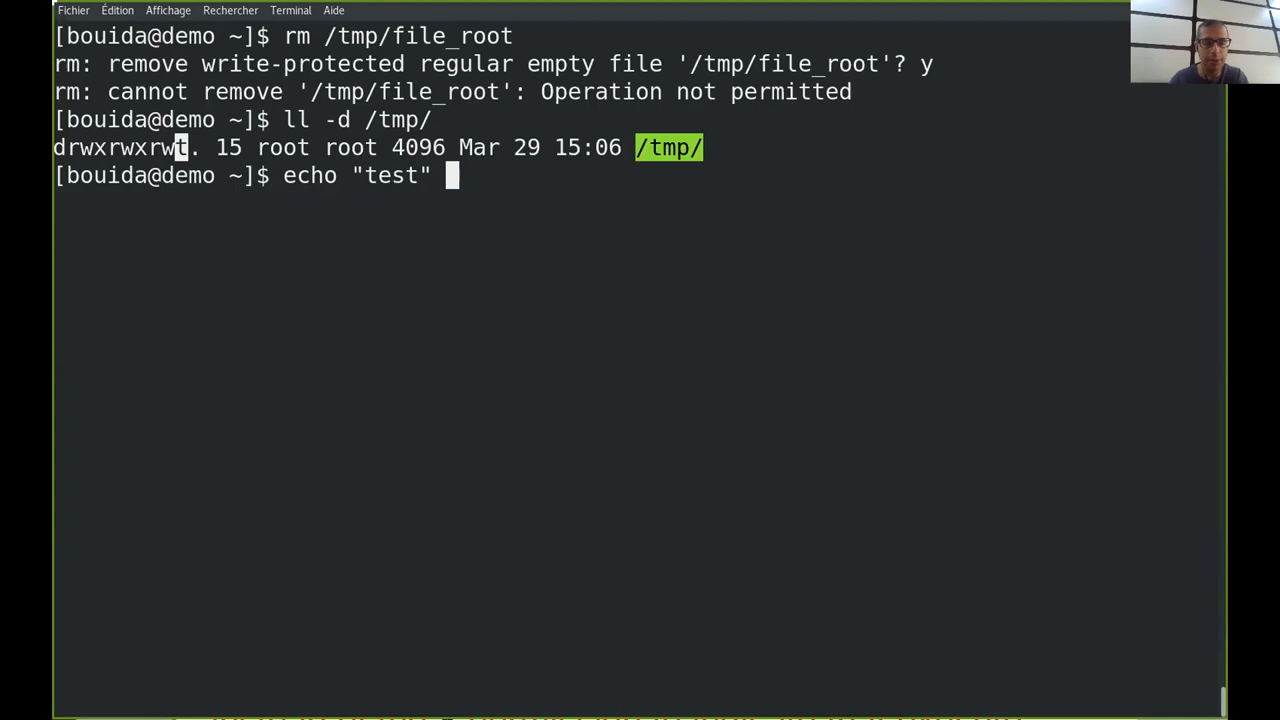 Fichier Édition Affichage Rechercher Terminal Aide
[bouida@demo ~]$ rm /tmp/file_root
rm: remove write-protected regular empty file '/tmp/file_root'? y
rm: cannot remove '/tmp/file_root': Operation not permitted
[bouida@demo ~]$ ll -d /tmp/
drwxrwxrwt. 15 root root 4096 Mar 29 15:06 /tmp/
[bouida@demo ~]$ echo "test"